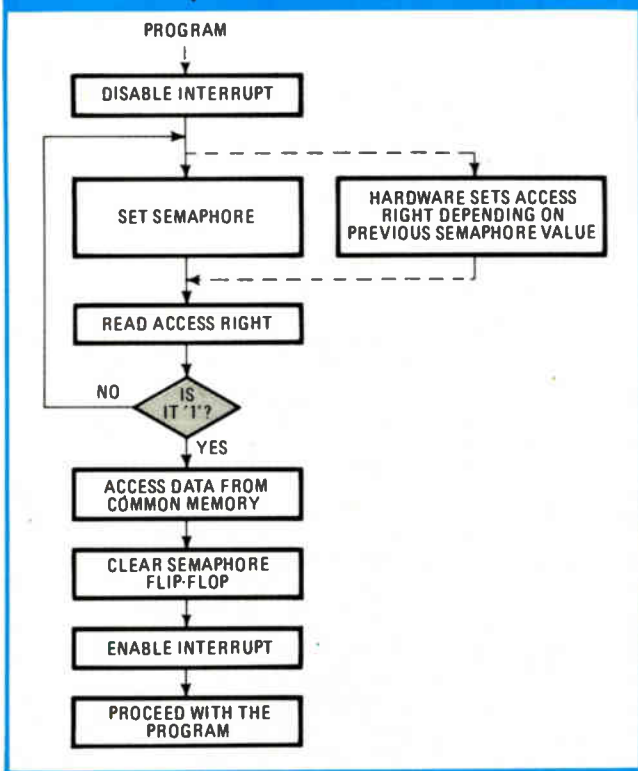 PROGRAM
DISABLE INTERRUPT
SET SEMAPHORE
HARDWARE SETS ACCESS
RIGHT DEPENDING ON
PREVIOUS SEMAPHORE VALUE
READ ACCESS RIGHT
NO
IS
IT '1'?
YES
ACCESS DATA FROM
COMMON MEMORY
CLEAR SEMAPHORE
FLIP-FLOP
ENABLE INTERRUPT
PROCEED WITH THE
PROGRAM